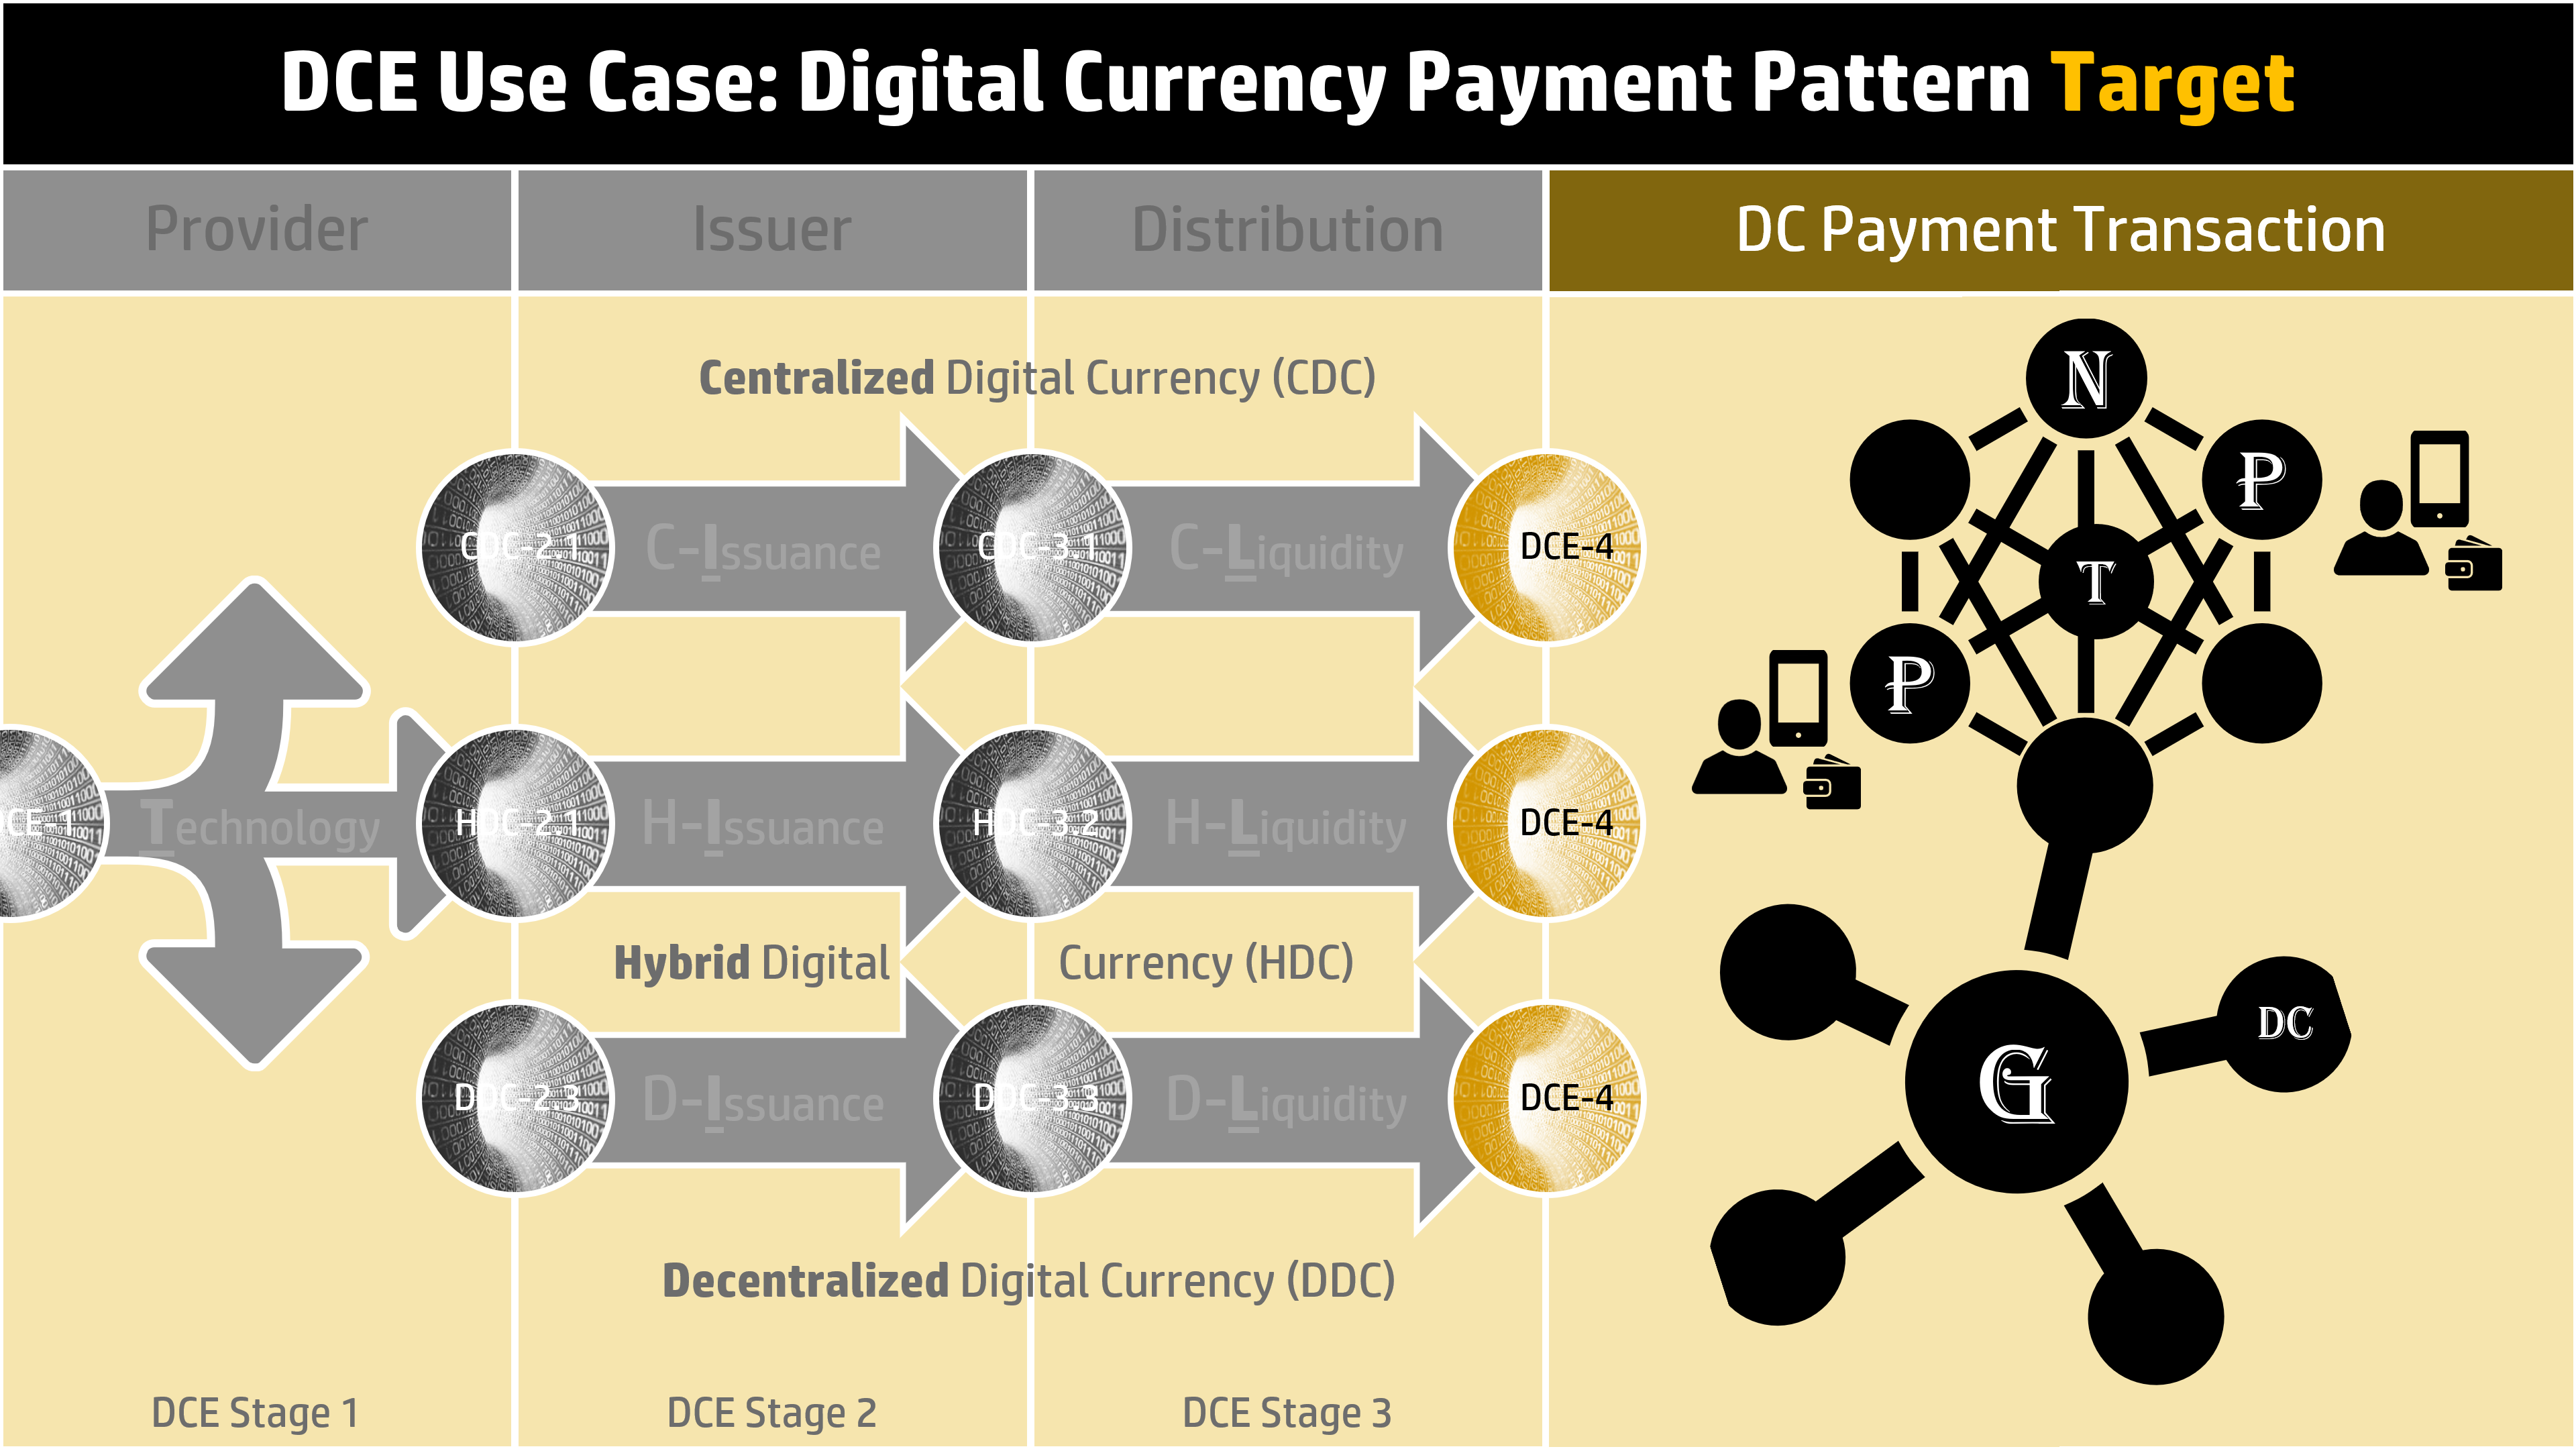 DCE Use Case: Digital Currency Payment Pattern Target
Provider
Issuer
Distribution
DC Payment Transaction
Centralized Digital Currency (CDC)
CDC-2.1
C-Issuance
CDC-3.1
C-Liquidity
DCE-4
N
P
T
P
CE-1
Technology
HDC-2.1
H-Issuance
HDC-3.2
H-Liquidity
DCE-4
Hybrid Digital Currency (HDC)
DDC-2.3
D-Issuance
DDC-3.3
D-Liquidity
DCE-4
G
DC
Decentralized Digital Currency (DDC)
DCE Stage 1
DCE Stage 2
DCE Stage 3